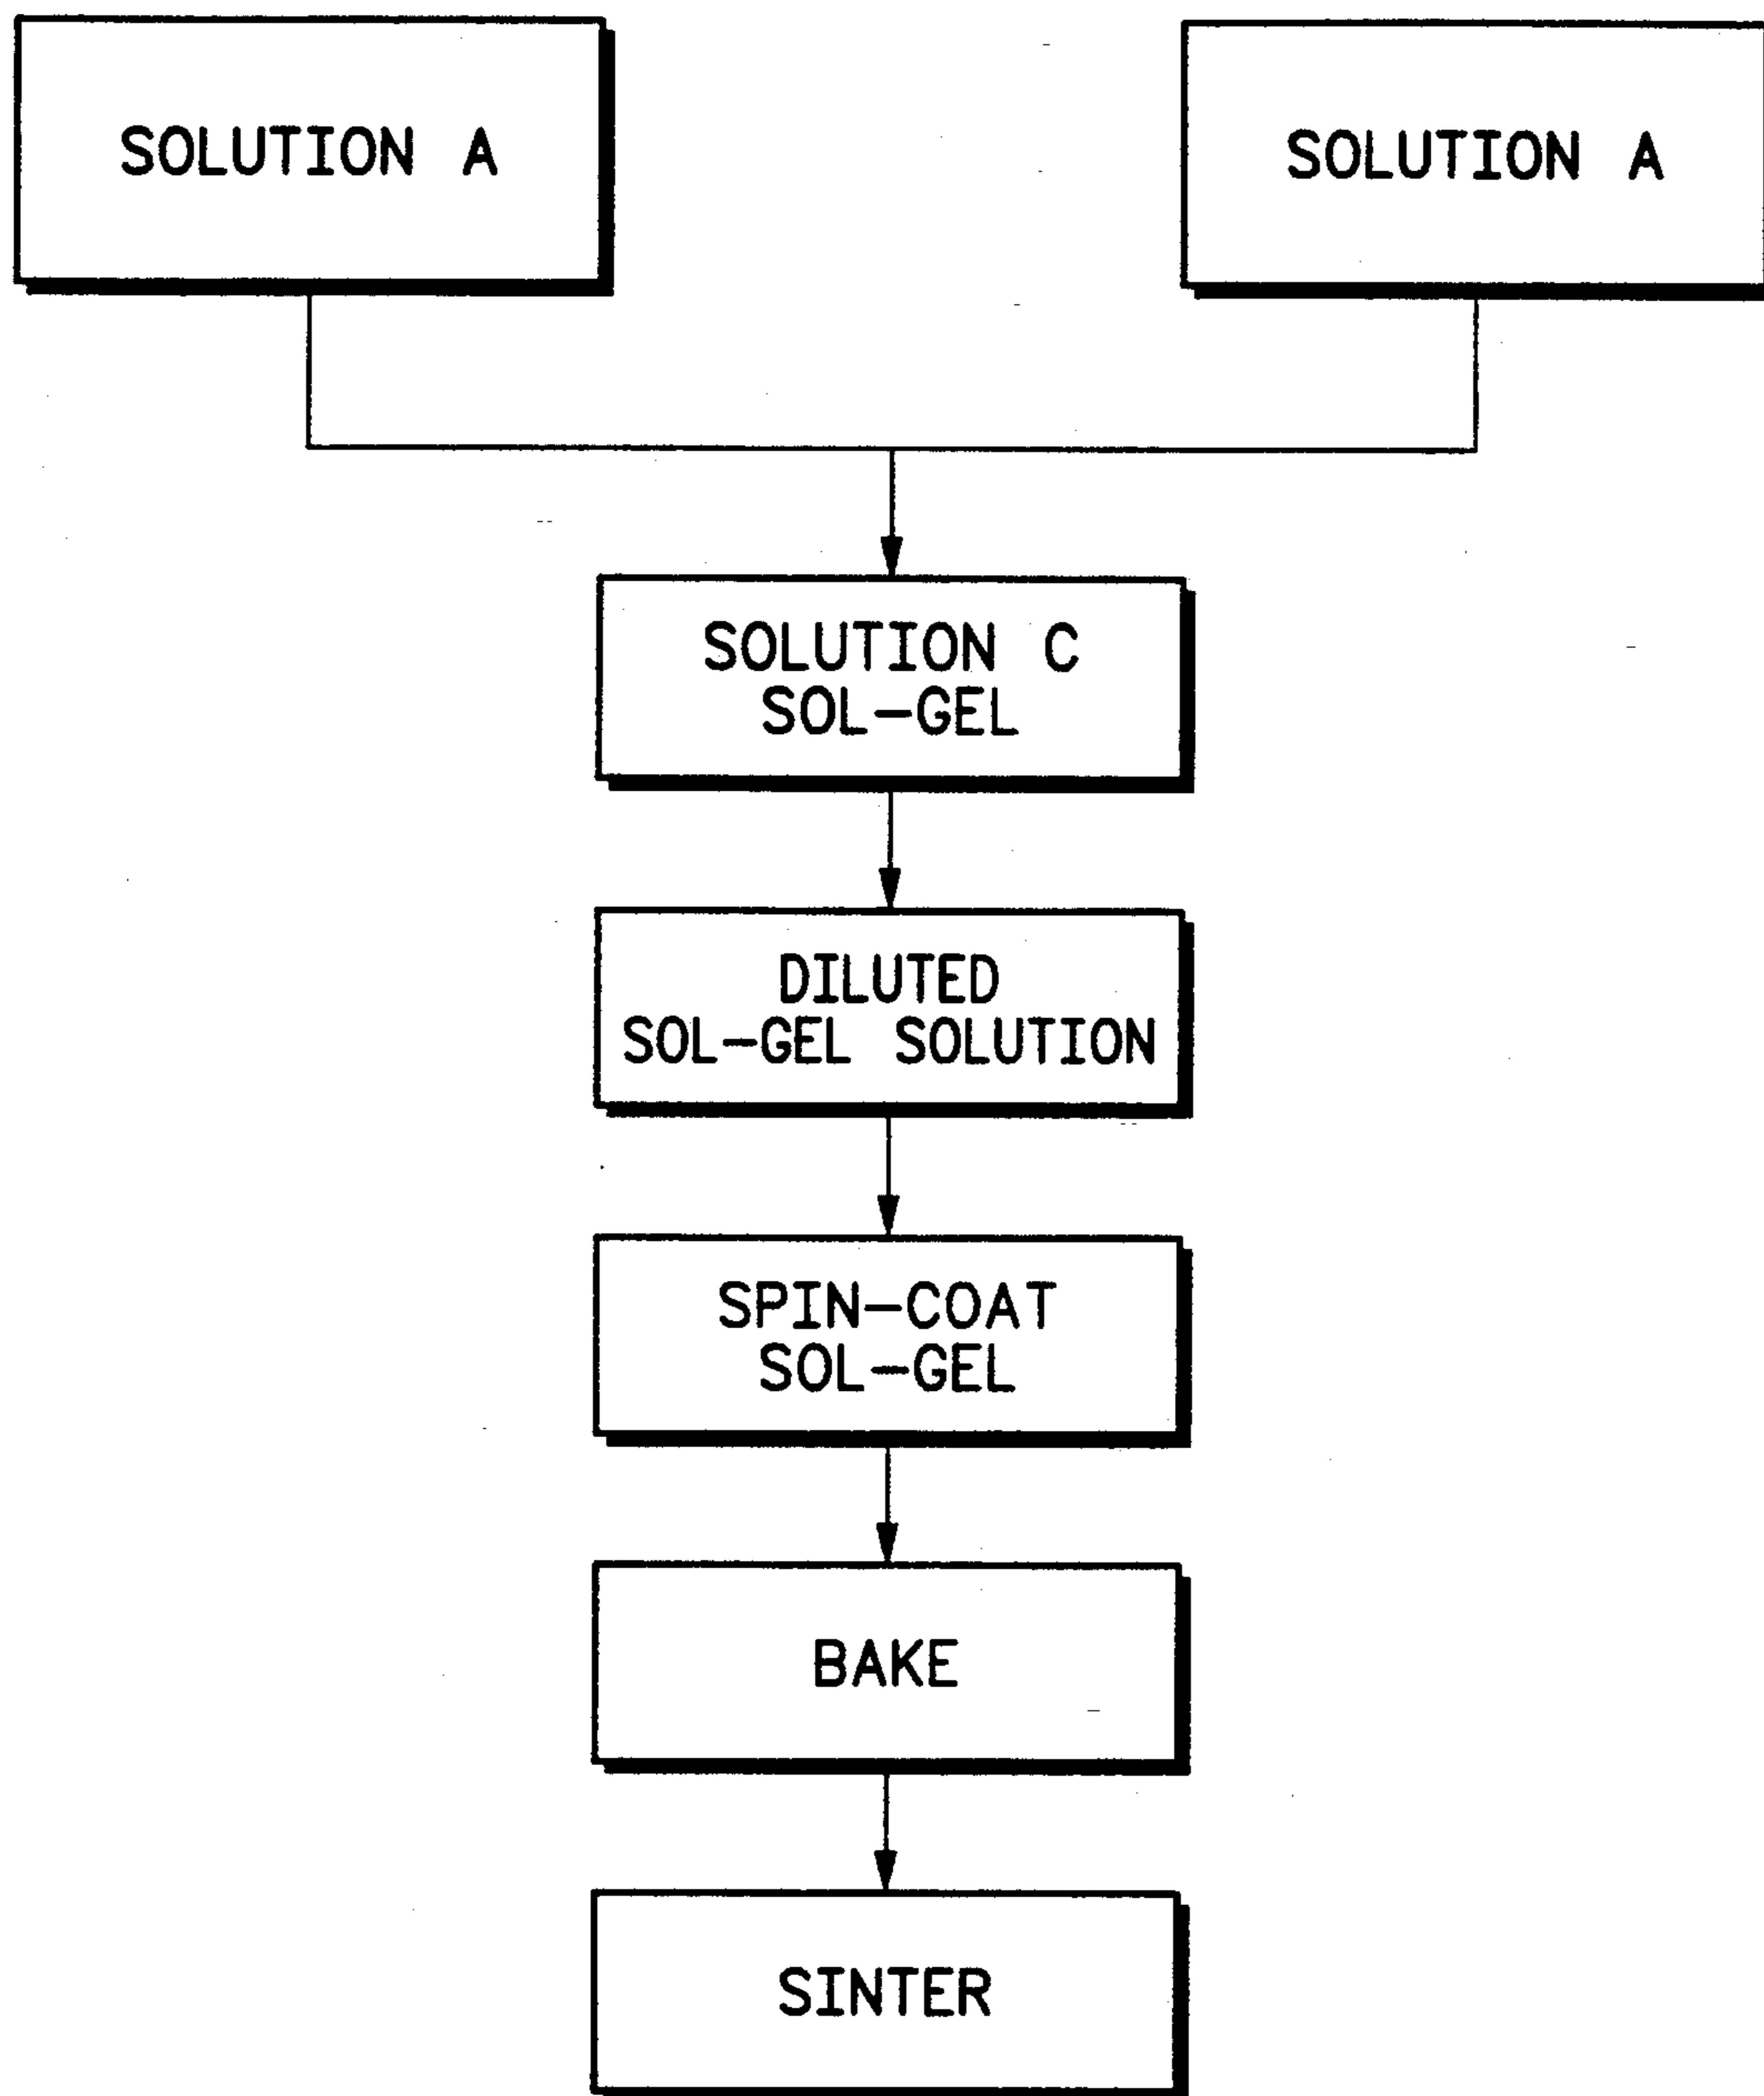 SOLUTION A
SOLUTION A
SOLUTION C
SOL-GEL
DILUTED
SOL-GEL SOLUTION
SPIN-COAT
SOL-GEL
BAKE
SINTER